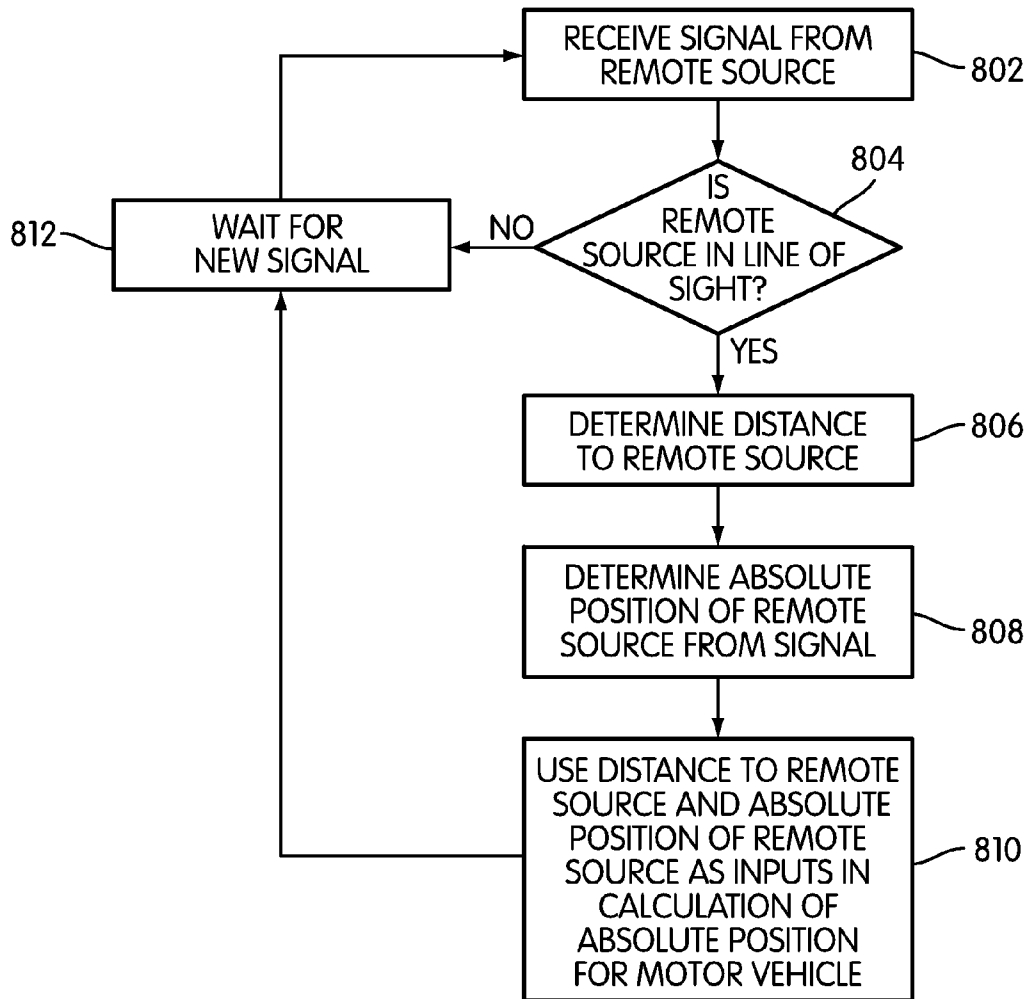 RECEIVE SIGNAL FROM
REMOTE SOURCE
802
804
IS
REMOTE
SOURCE IN LINE OF
SIGHT?
NO
812
WAIT FOR
NEW SIGNAL
YES
DETERMINE DISTANCE
TO REMOTE SOURCE
806
DETERMINE ABSOLUTE
POSITION OF REMOTE
SOURCE FROM SIGNAL
808
USE DISTANCE TO REMOTE
SOURCE AND ABSOLUTE
POSITION OF REMOTE
SOURCE AS INPUTS IN
CALCULATION OF
ABSOLUTE POSITION
FOR MOTOR VEHICLE
810